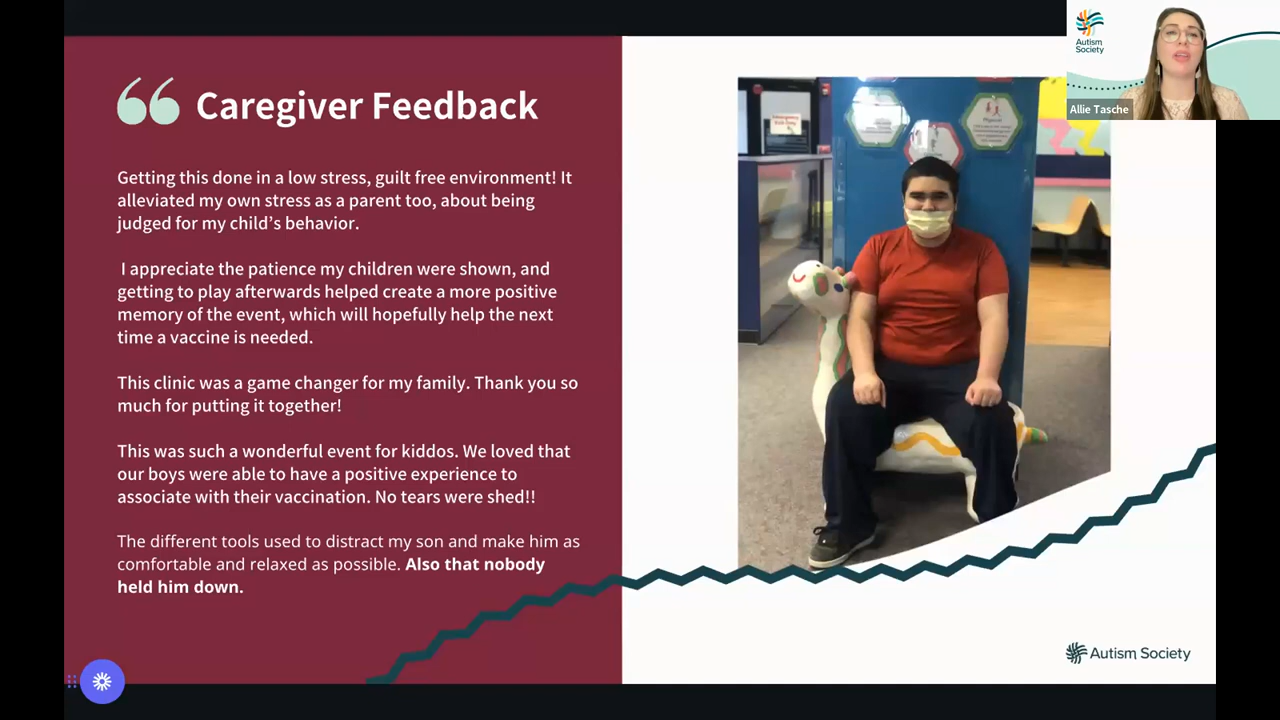 Caregiver Feedback
Getting this done in a low stress, guilt free environment! It
alleviated my own stress as a parent too, about being
judged for my child's behavior.
I appreciate the patience my children were shown, and
getting to play afterwards helped create a more positive
memory of the event, which will hopefully help the next
time a vaccine is needed.
This clinic was a game changer for my family. Thank you so
much for putting it together!
This was such a wonderful event for kiddos. We loved that
our boys were able to have a positive experience to
associate with their vaccination. No tears were shed!!
The different tools used to distract my son and make him as
comfortable and relaxed as possible. Also that nobody
held him down.
Physical
Autism
Society
Allie Tasche
Autism Society